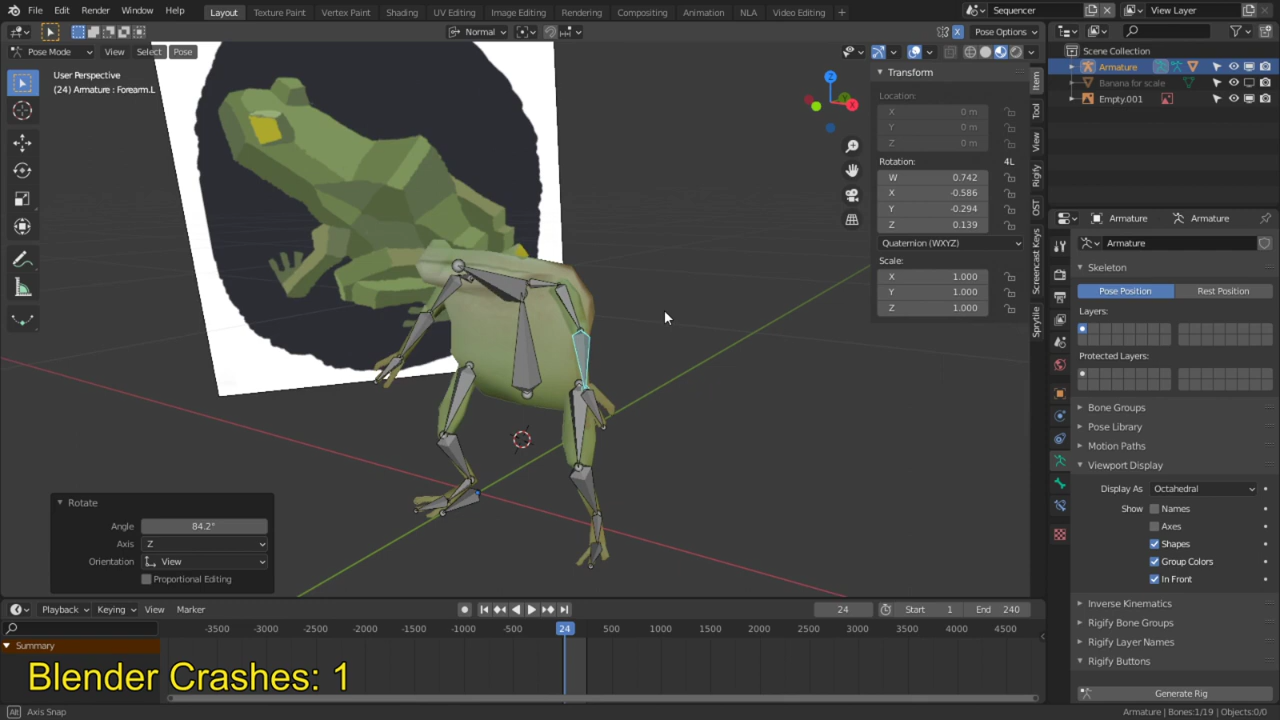 File Edit Render Window Help Layout Texture Paint Vertex Paint Shading UV Editing Image Editing Rendering Compositing Animation NLA Video Editing + Sequencer View Layer
Normal Pose Options
Pose Mode View Select Pose
User Perspective
(24) Armature : Forearm.L
Transform
Location:
X 0 m
Y 0 m
Z 0 m
Rotation: 4L
W 0.742
X -0.586
Y -0.294
Z 0.139
Quaternion (WXYZ)
Scale:
X 1.000
Y 1.000
Z 1.000
Item
Tool
View
Rigify
OST
Screencast Keys
Sprytile
Scene Collection
Armature
Banana for scale
Empty.001
Armature Armature
Armature
Skeleton
Pose Position Rest Position
Layers:
Protected Layers:
Bone Groups
Pose Library
Motion Paths
Viewport Display
Display As Octahedral
Show Names
Axes
Shapes
Group Colors
In Front
Inverse Kinematics
Rigify Bone Groups
Rigify Layer Names
Rigify Buttons
Generate Rig
Rotate
Angle 84.2°
Axis Z
Orientation View
Proportional Editing
Playback Keying View Marker 24 Start 1 End 240
-3500 -3000 -2500 -2000 -1500 -1000 -500 24 500 1000 1500 2000 2500 3000 3500 4000 4500
Summary
Blender Crashes: 1
Alt Axis Snap Armature | Bones:1/19 | Objects:0/0